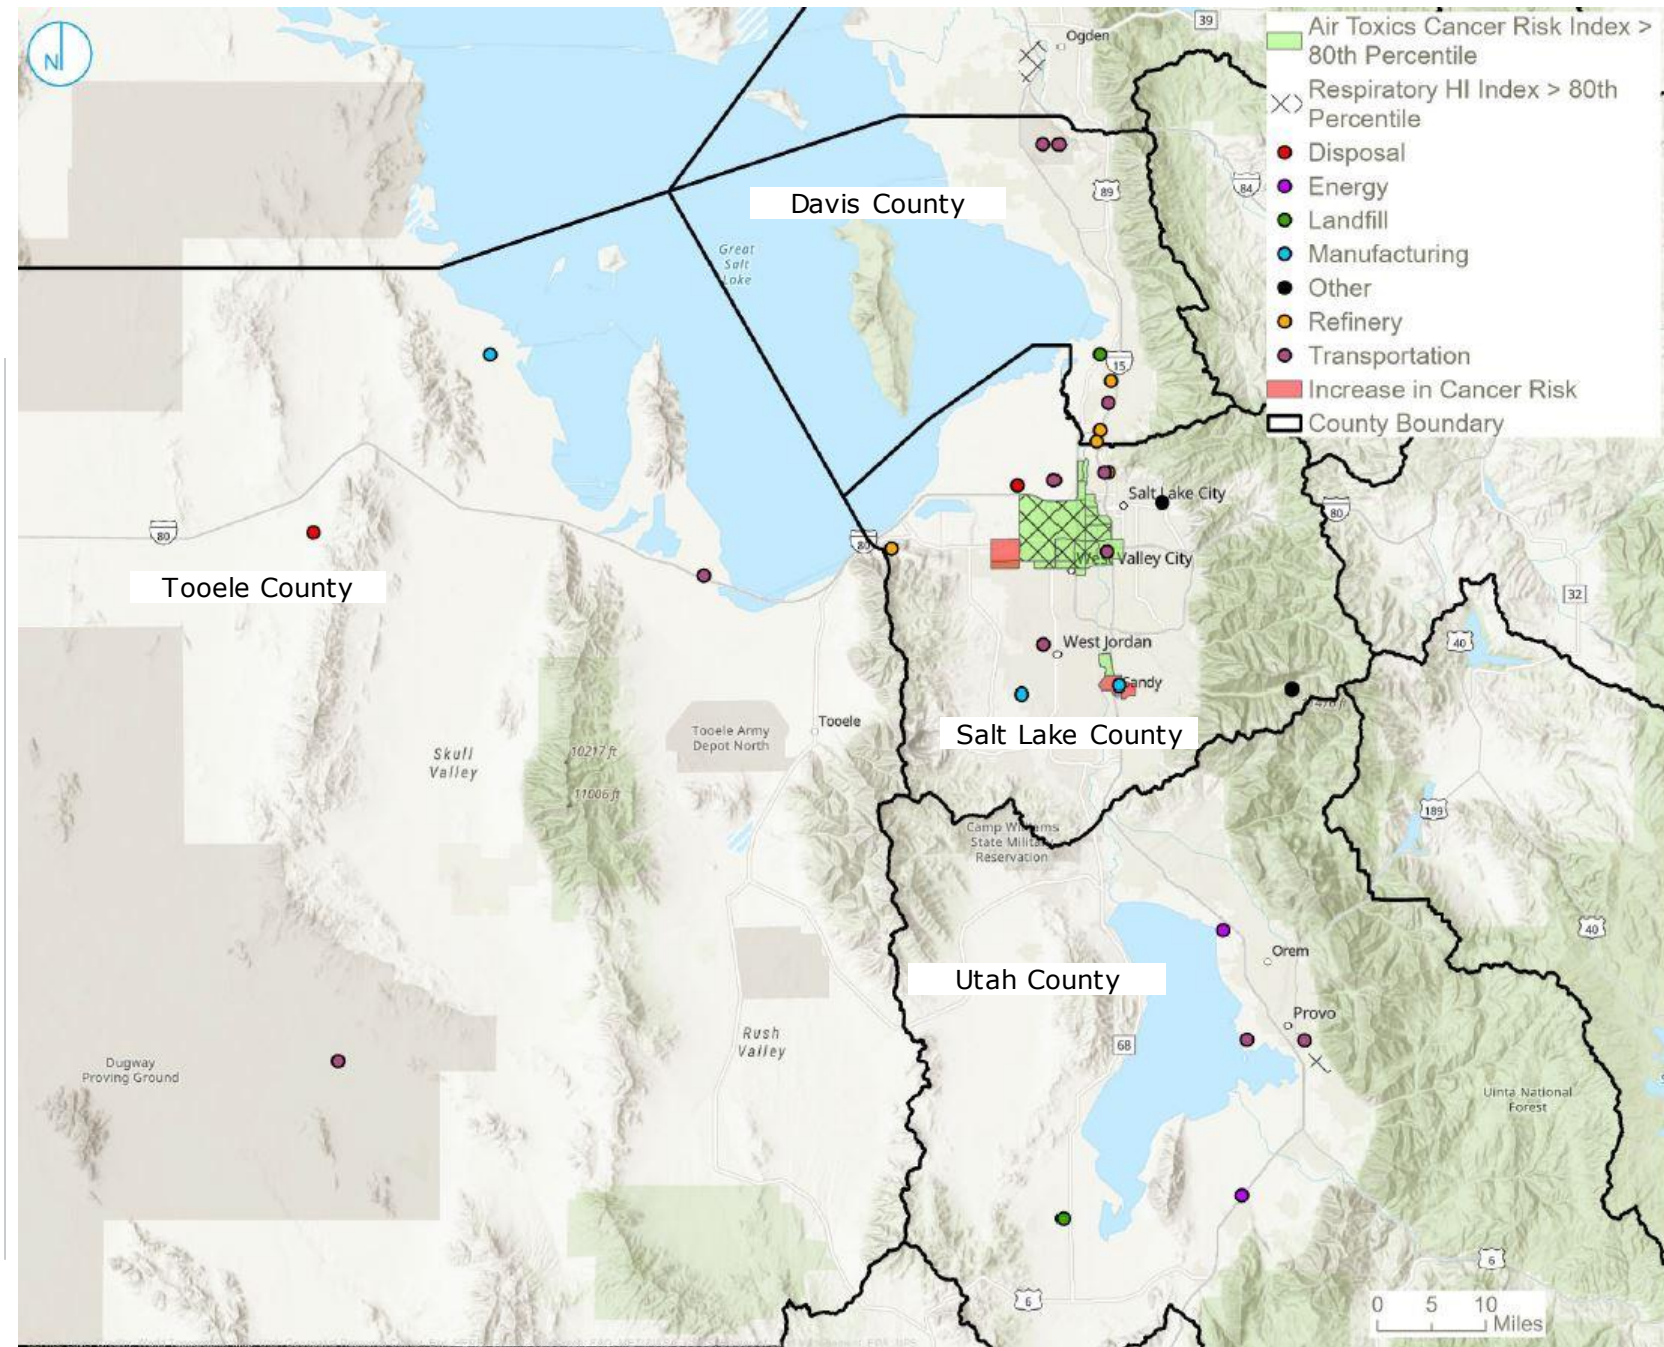 N
39
Ogden
Air Toxics Cancer Risk Index >
80th Percentile
Respiratory HI Index > 80th
Percentile
Disposal
Energy
Landfill
Manufacturing
Other
Refinery
Transportation
Increase in Cancer Risk
County Boundary
84
89
Davis County
Great
Salt
Lake
15
Salt Lake City
80
80
80
West Valley City
Tooele County
32
40
West Jordan
Sandy
Tooele
Tooele Army
Depot North
Salt Lake County
Skull
Valley
10217 ft
11006 ft
189
Camp Williams
State Military
Reservation
40
Orem
Utah County
Provo
Rush
Valley
68
Dugway
Proving Ground
Uinta National
Forest
6
6
0 5 10
Miles